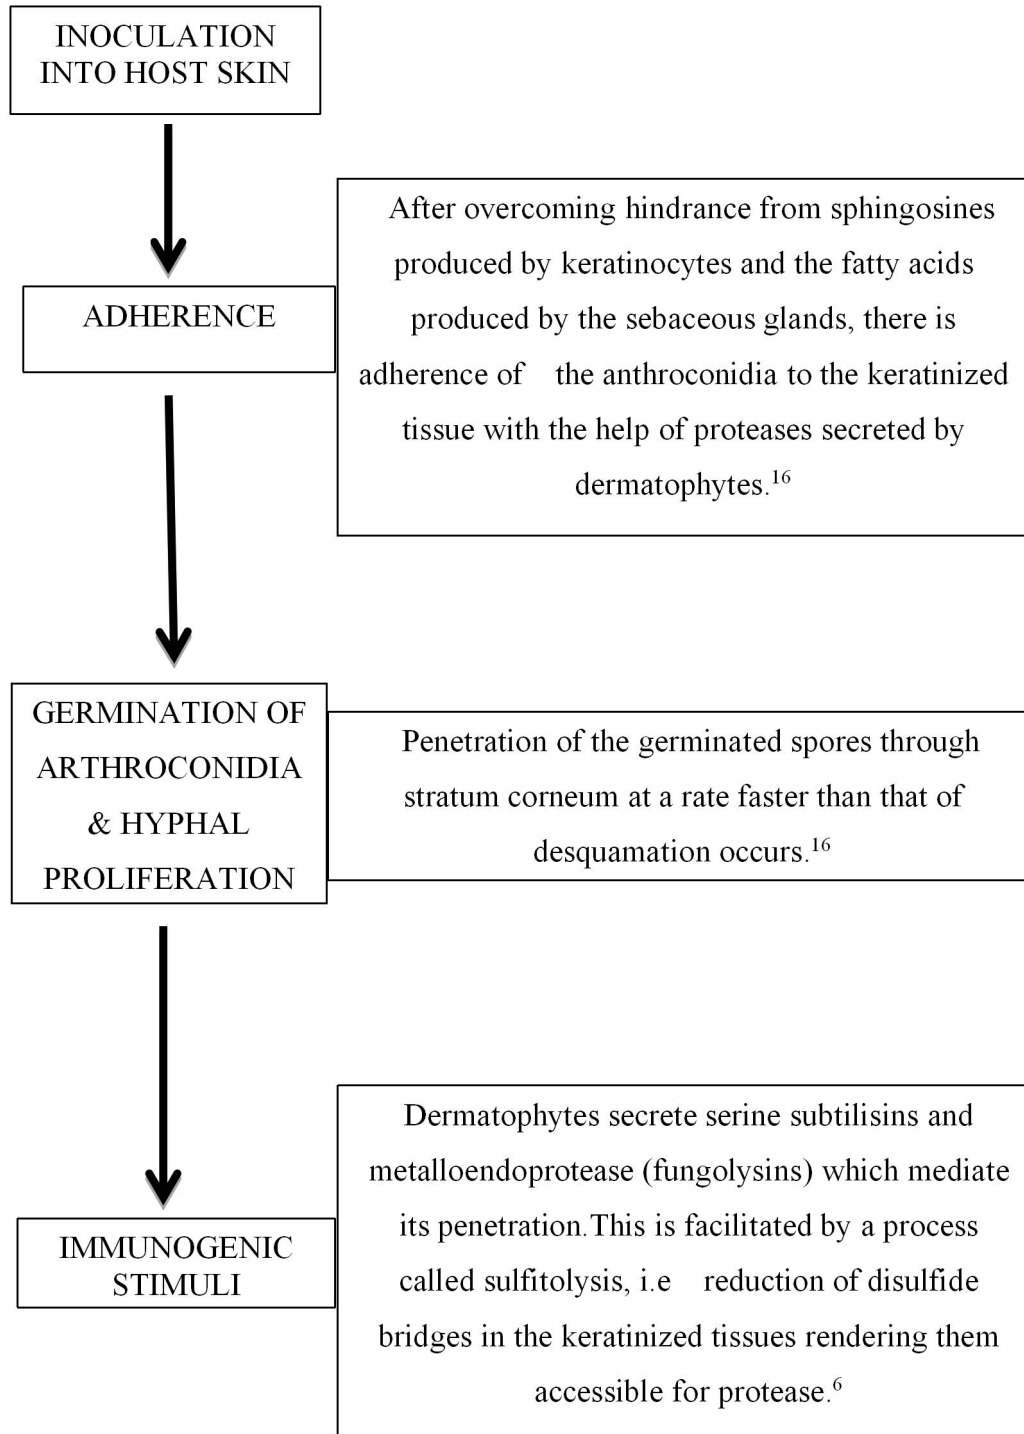 INOCULATION
INTO HOST SKIN
After overcoming hindrance from sphingosines
produced by keratinocytes and the fatty acids
produced by the sebaceous glands, there is
adherence of the anthroconidia to the keratinized
tissue with the help of proteases secreted by
dermatophytes.16
ADHERENCE
GERMINATION OF
ARTHROCONIDIA
& HYPHAL
PROLIFERATION
Penetration of the germinated spores through
stratum corneum at a rate faster than that of
desquamation occurs.16
Dermatophytes secrete serine subtilisins and
metalloendoprotease (fungolysins) which mediate
its penetration.This is facilitated by a process
called sulfitolysis, i.e reduction of disulfide
bridges in the keratinized tissues rendering them
accessible for protease.6
IMMUNOGENIC
STIMULI